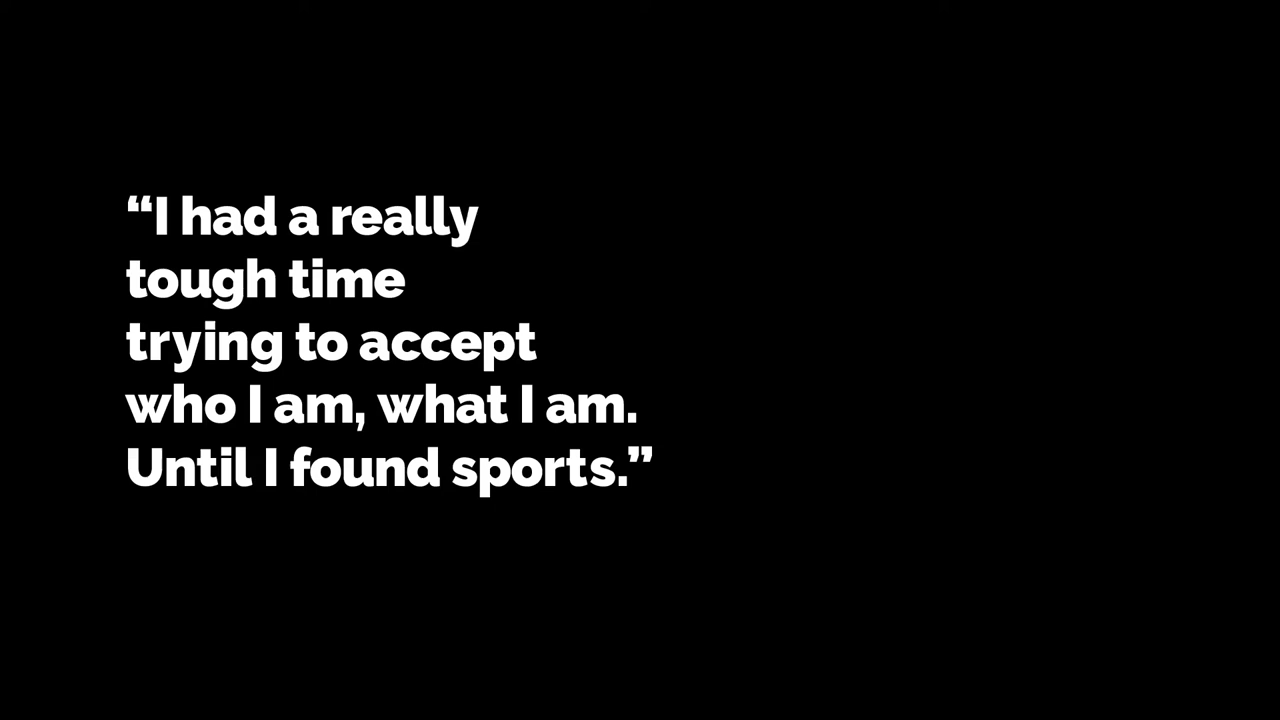 “I had a really
tough time
trying to accept
who I am, what I am.
Until I found sports.”